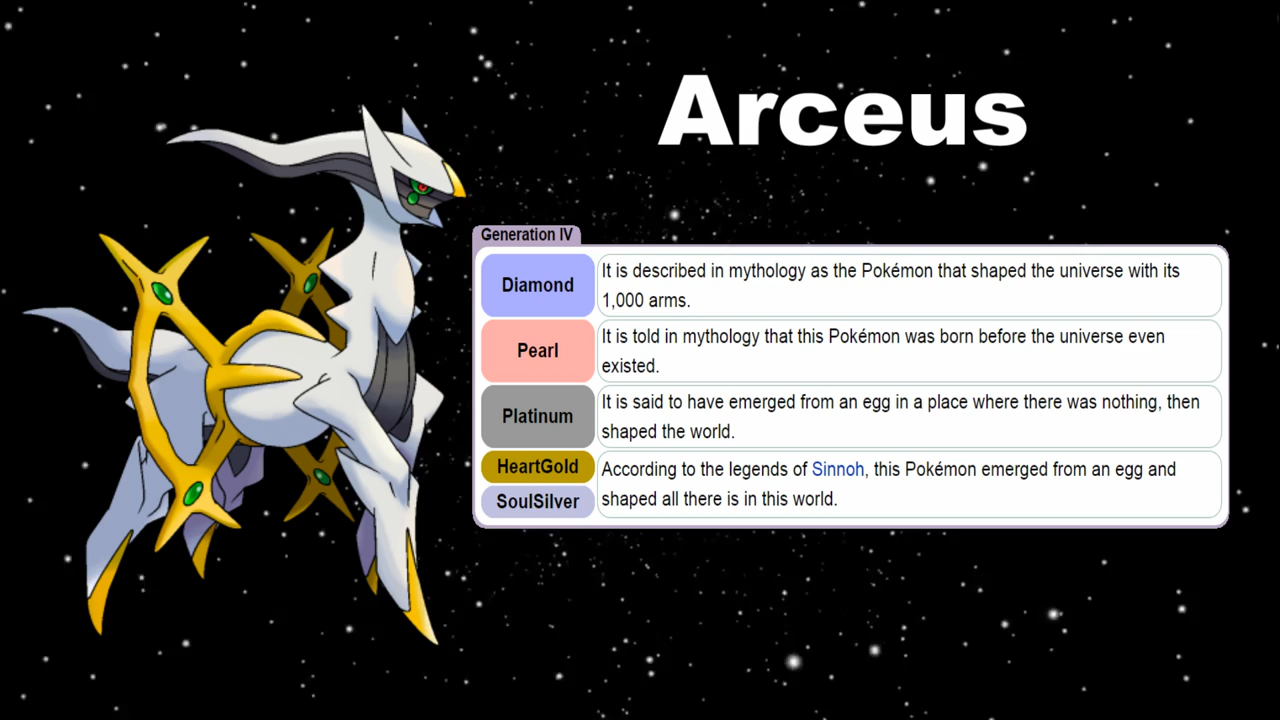 Arceus
Generation IV
Diamond
It is described in mythology as the Pokémon that shaped the universe with its
1,000 arms.
Pearl
It is told in mythology that this Pokémon was born before the universe even
existed.
Platinum
It is said to have emerged from an egg in a place where there was nothing, then
shaped the world.
HeartGold
SoulSilver
According to the legends of Sinnoh, this Pokémon emerged from an egg and
shaped all there is in this world.